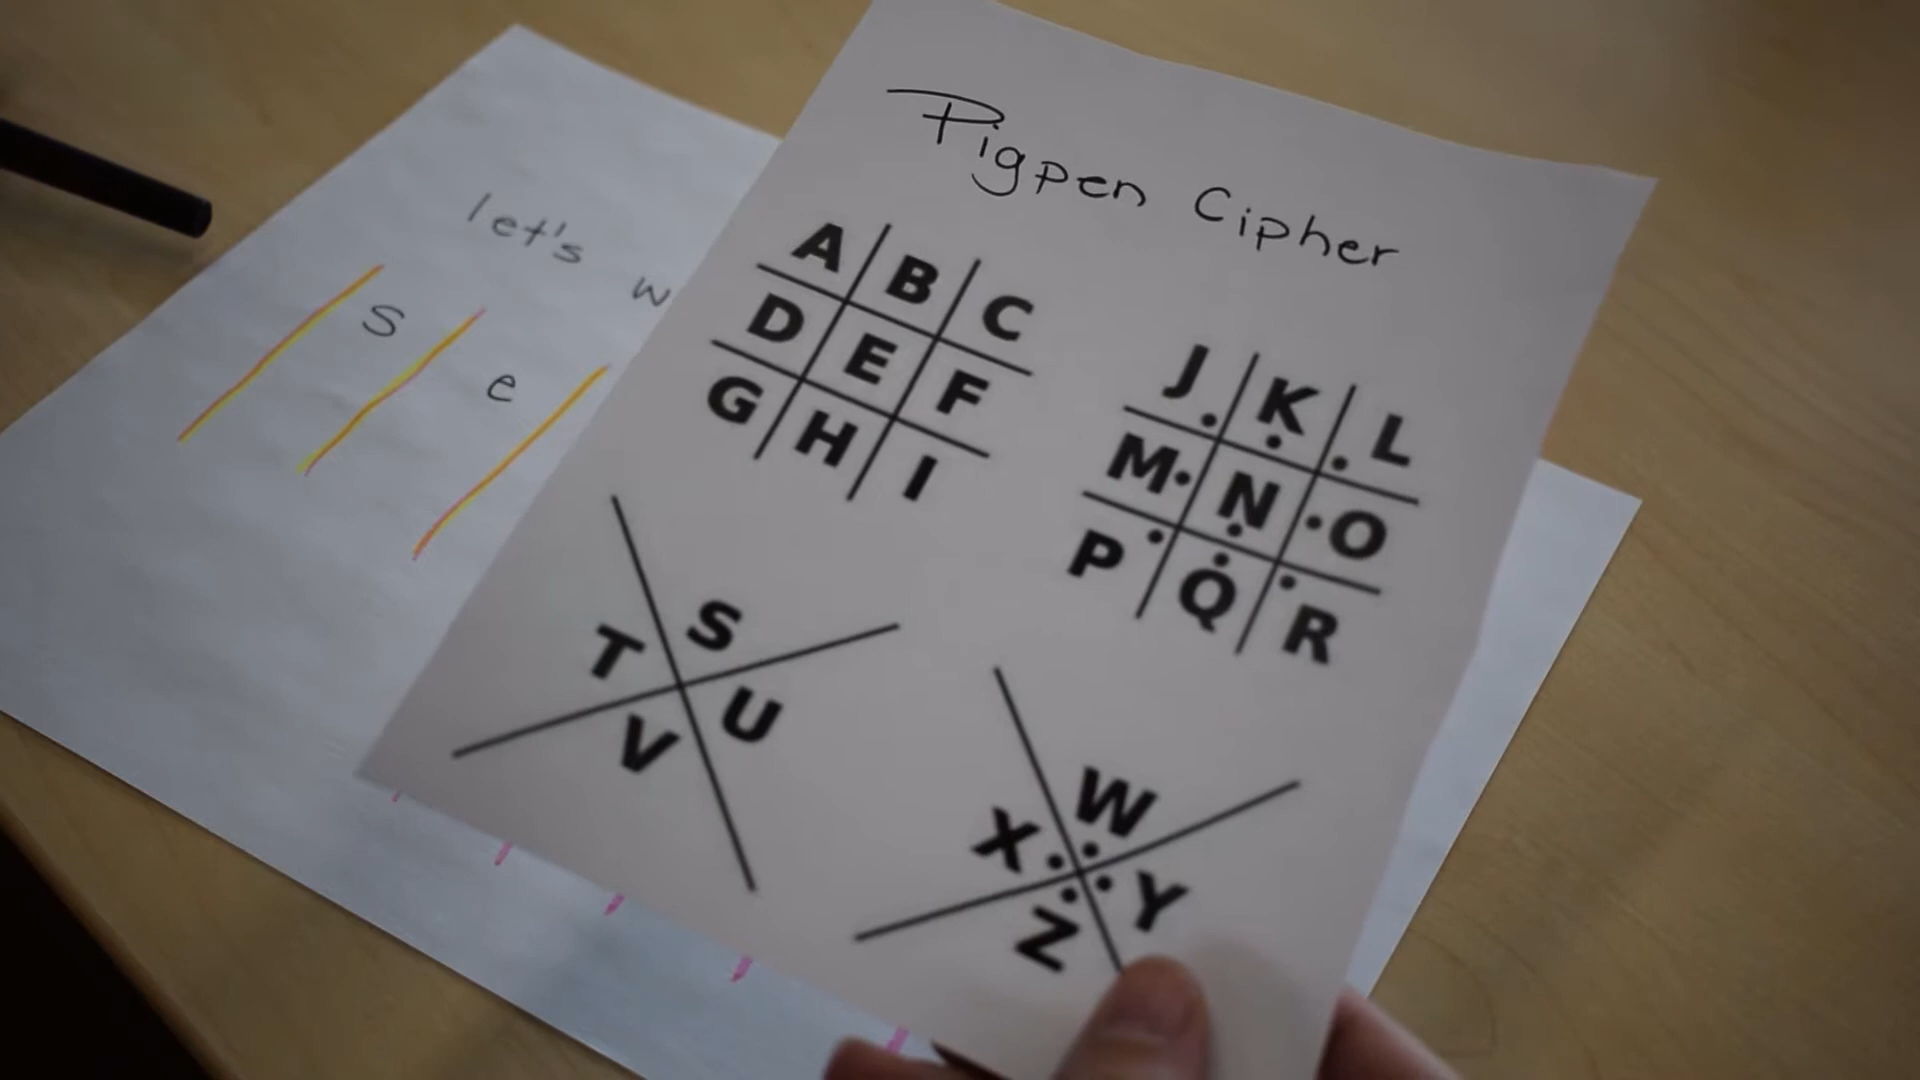 Pigpen Cipher
A B C
D E F
G H I
J K L
M N O
P Q R
S
T U
V
W
X Y
Z
let's w
s e